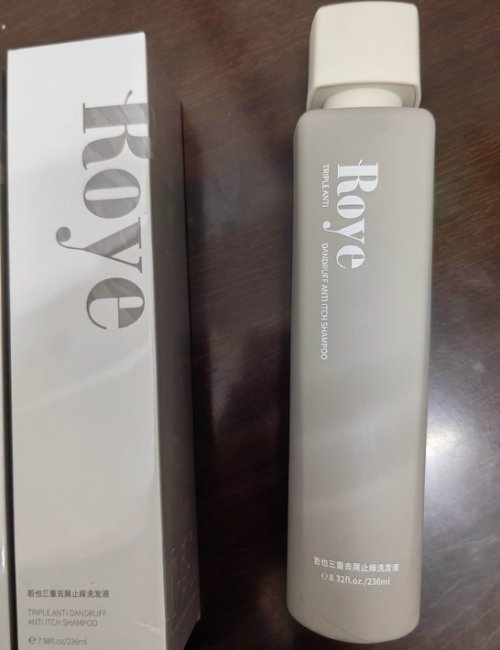 Roye
若也三重去屑止痒洗发液
TRIPLE ANTI DANDRUFF
ANTI ITCH SHAMPOO
℮7.98fl.oz/236ml
Roye
TRIPLE ANTI DANDRUFF ANTI ITCH SHAMPOO
若也三重去屑止痒洗发液
℮8.32fl.oz./236ml